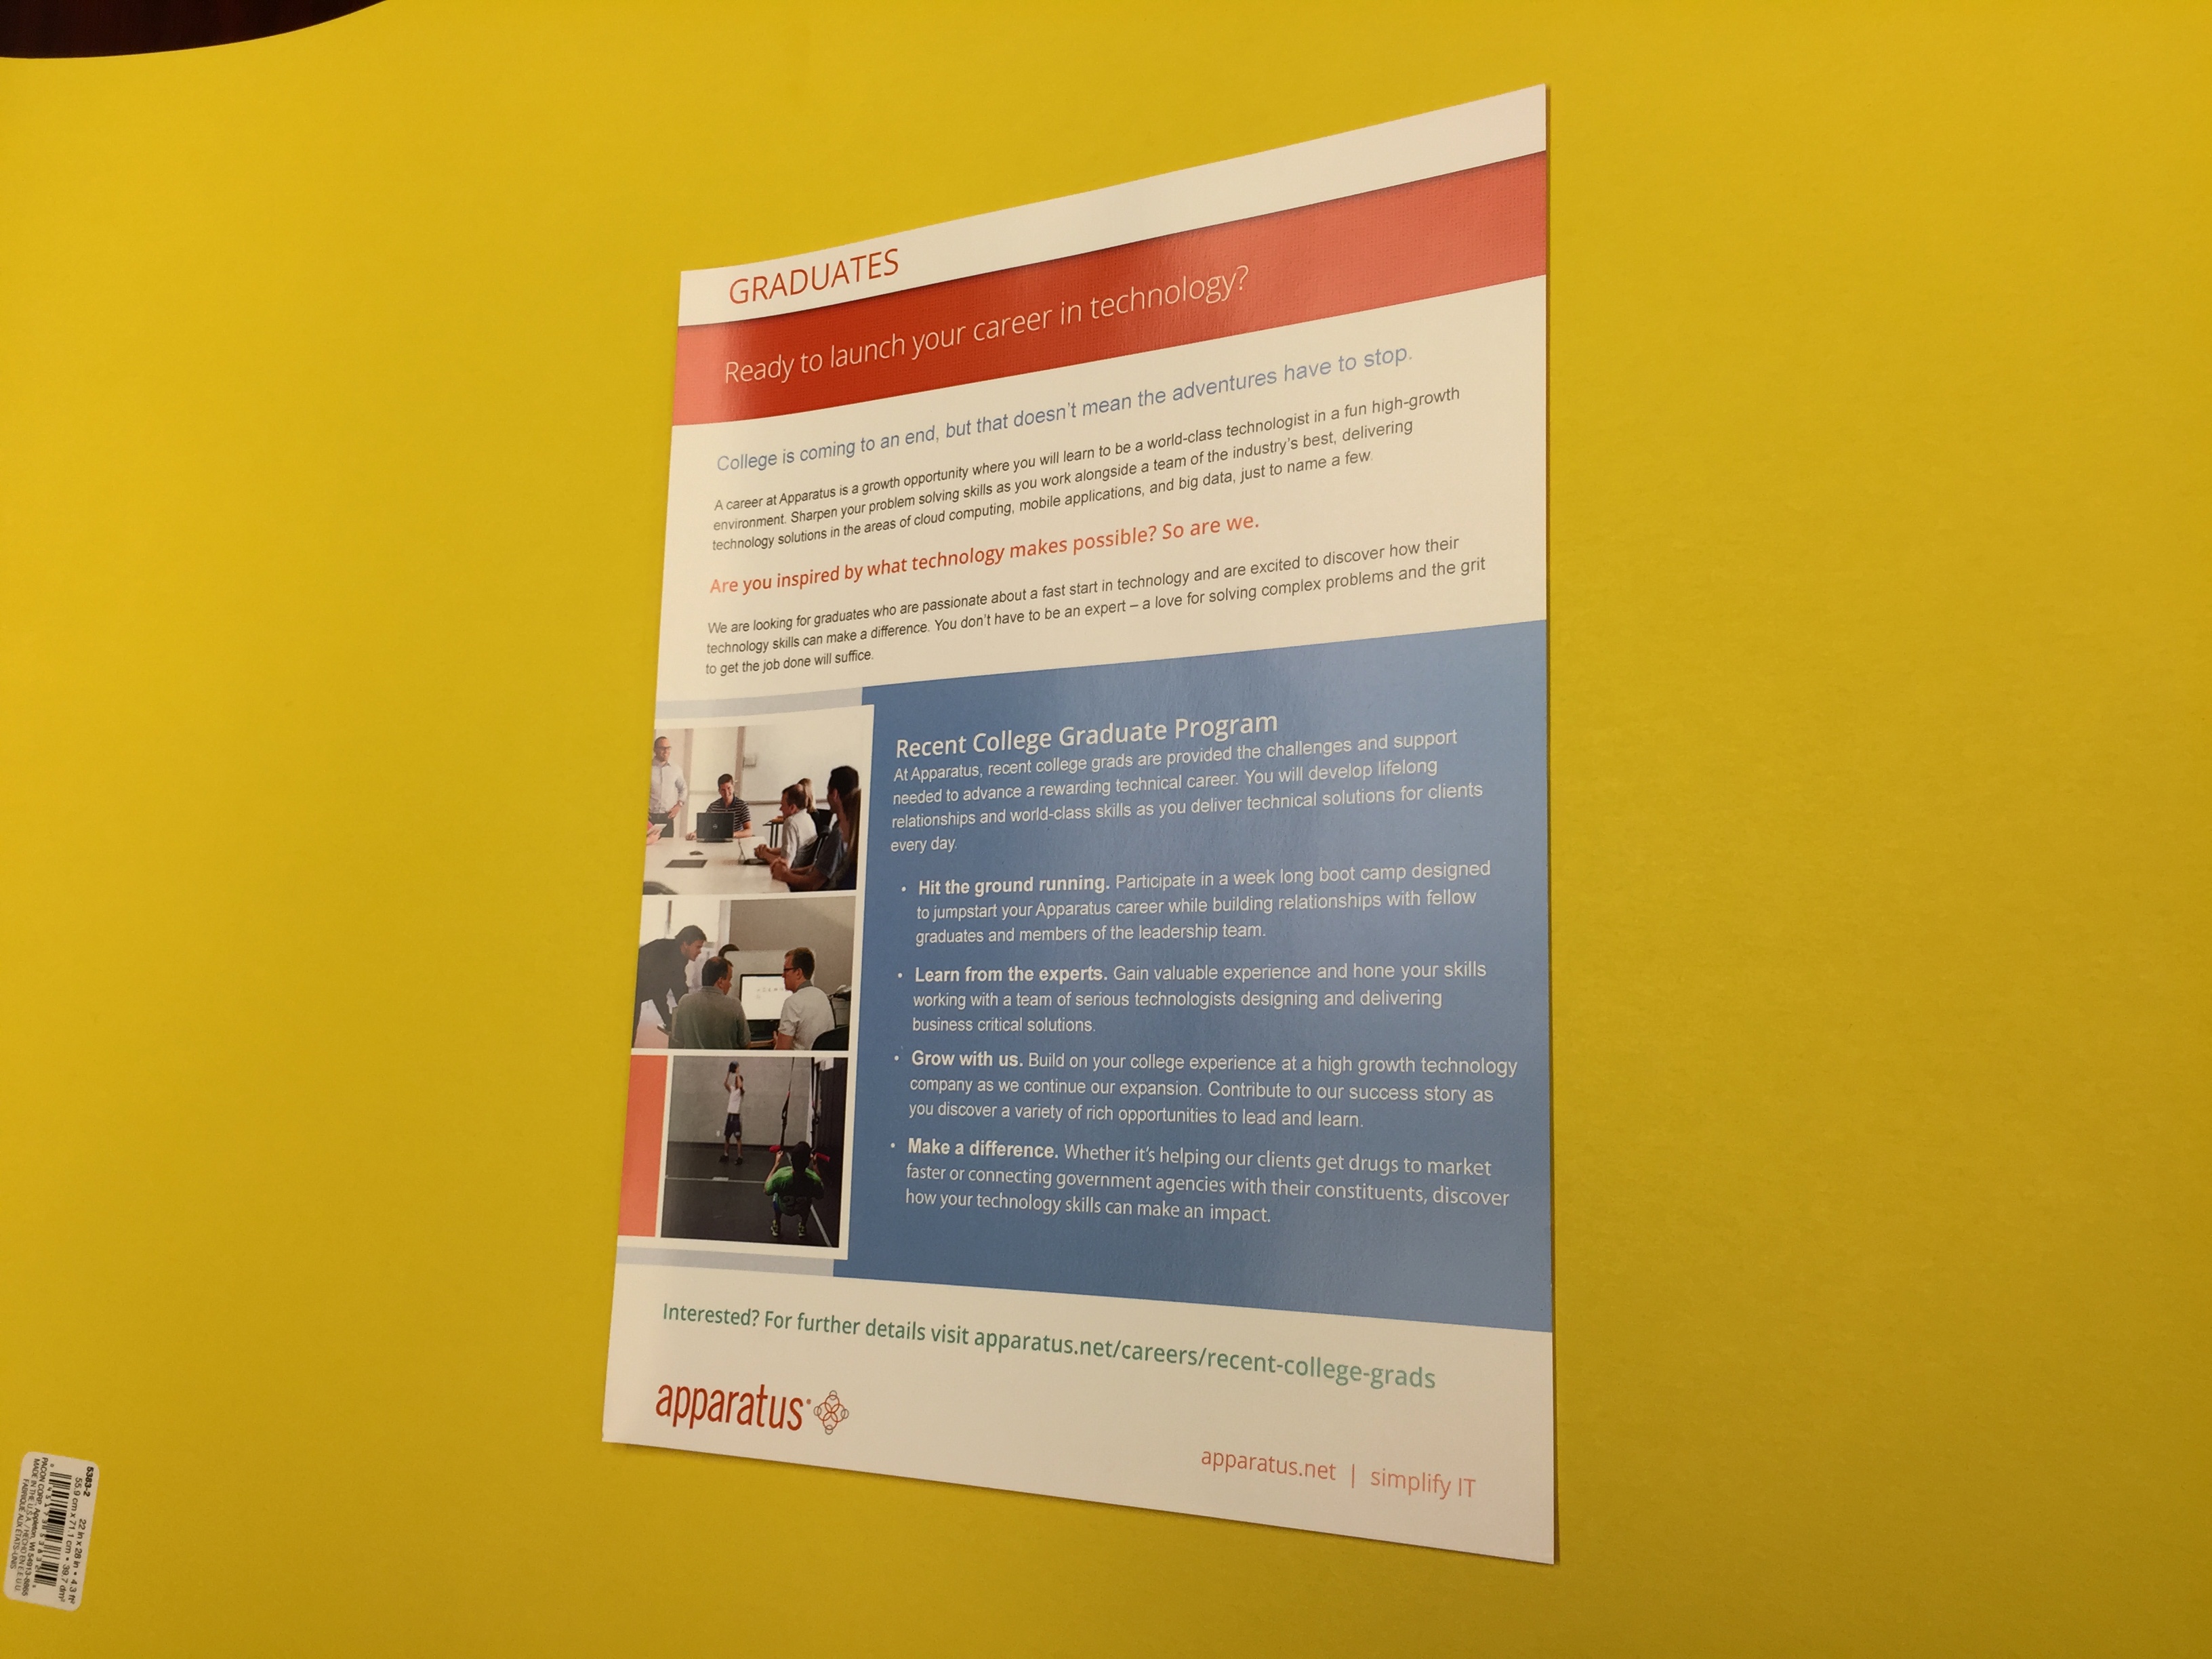 GRADUATES
Ready to launch your career in technology?
College is coming to an end, but that doesn't mean the adventures have to stop.
A career at Apparatus is a growth opportunity where you will learn to be a world-class technologist in a fun high-growth
environment. Sharpen your problem solving skills as you work alongside a team of the industry's best, delivering
technology solutions in the areas of cloud computing, mobile applications, and big data, just to name a few.
Are you inspired by what technology makes possible? So are we.
We are looking for graduates who are passionate about a fast start in technology and are excited to discover how their
technology skills can make a difference. You don't have to be an expert – a love for solving complex problems and the grit
to get the job done will suffice.
Recent College Graduate Program
At Apparatus, recent college grads are provided the challenges and support
needed to advance a rewarding technical career. You will develop lifelong
relationships and world-class skills as you deliver technical solutions for clients
every day.
• Hit the ground running. Participate in a week long boot camp designed
to jumpstart your Apparatus career while building relationships with fellow
graduates and members of the leadership team.
• Learn from the experts. Gain valuable experience and hone your skills
working with a team of serious technologists designing and delivering
business critical solutions.
• Grow with us. Build on your college experience at a high growth technology
company as we continue our expansion. Contribute to our success story as
you discover a variety of rich opportunities to lead and learn.
• Make a difference. Whether it's helping our clients get drugs to market
faster or connecting government agencies with their constituents, discover
how your technology skills can make an impact.
Interested? For further details visit apparatus.net/careers/recent-college-grads
apparatus
apparatus.net | simplify IT
5383-2 22 in x 28 in • 4.3 ft²
55.9 cm x 71.1 cm • 39.7 dm²
PACON CORP. Appleton, WI 54913-8865
MADE IN THE U.S.A. / HECHO EN E E U U
FABRIQUÉ AUX ÉTATS-UNIS